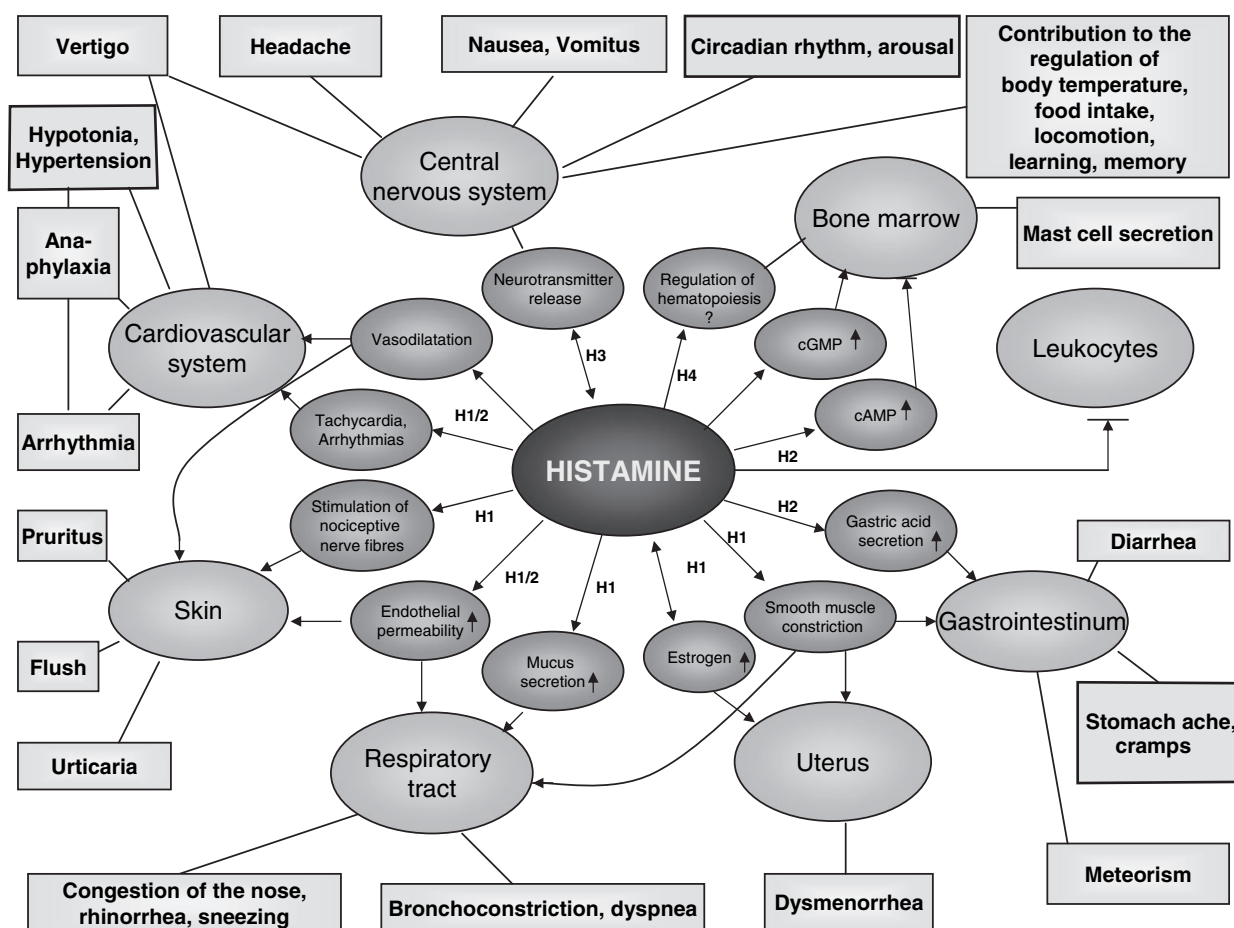 Vertigo
Headache
Nausea, Vomitus
Circadian rhythm, arousal
Contribution to the
regulation of
body temperature,
food intake,
locomotion,
learning, memory
Hypotonia,
Hypertension
Central
nervous system
Bone marrow
Ana-
phylaxia
Mast cell secretion
Neurotransmitter
release
Regulation of
hematopoiesis
?
Cardiovascular
system
Vasodilatation
cGMP ↑
Leukocytes
H3
H4
Arrhythmia
Tachycardia,
Arrhythmias
H1/2
cAMP ↑
H2
HISTAMINE
Pruritus
Stimulation of
nociceptive
nerve fibres
H1
H2
Gastric acid
secretion ↑
Diarrhea
H1/2
H1
H1
H1
Skin
Endothelial
permeability ↑
Smooth muscle
constriction
Gastrointestinum
Flush
Mucus
secretion ↑
Estrogen ↑
Stomach ache,
cramps
Urticaria
Respiratory
tract
Uterus
Congestion of the nose,
rhinorrhea, sneezing
Bronchoconstriction, dyspnea
Dysmenorrhea
Meteorism